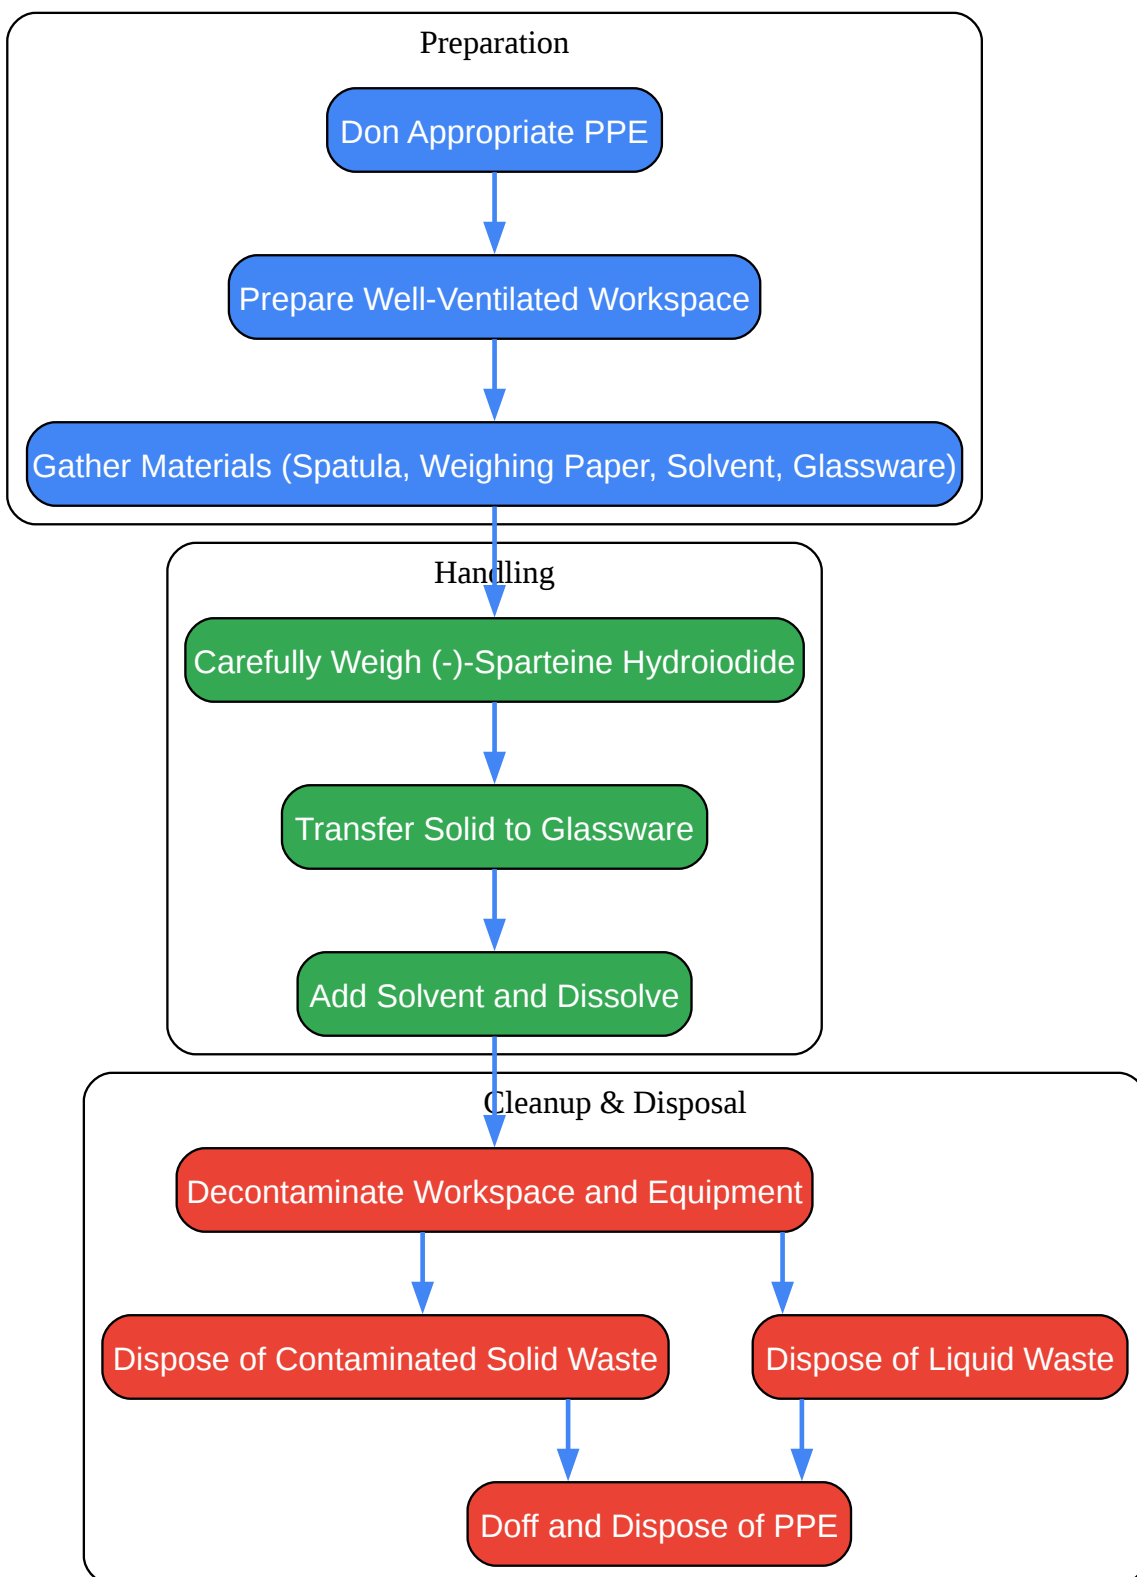 Preparation
Don Appropriate PPE
Prepare Well-Ventilated Workspace
Gather Materials (Spatula, Weighing Paper, Solvent, Glassware)
Handling
Carefully Weigh (-)-Sparteine Hydroiodide
Transfer Solid to Glassware
Add Solvent and Dissolve
Cleanup & Disposal
Decontaminate Workspace and Equipment
Dispose of Contaminated Solid Waste
Dispose of Liquid Waste
Doff and Dispose of PPE